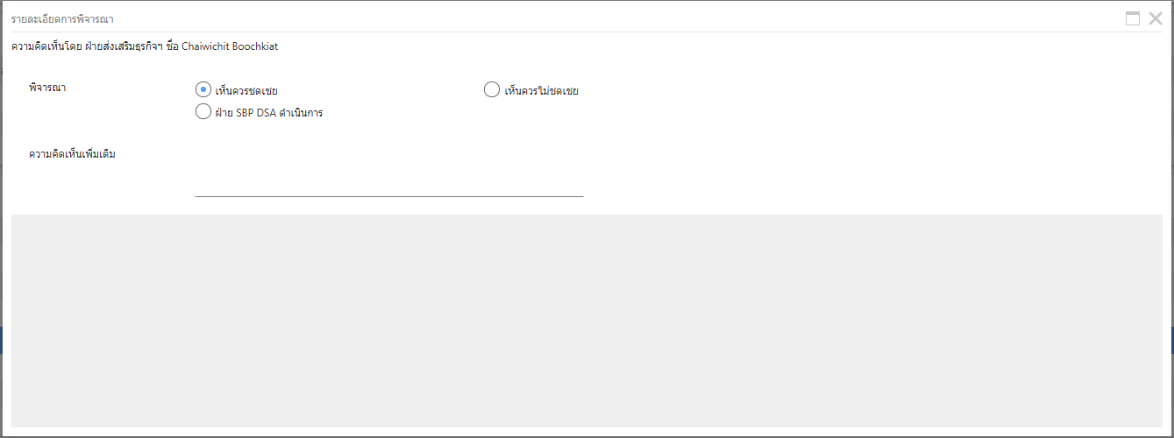 รายละเอียดการพิจารณา
ความคิดเห็นโดย ฝ่ายส่งเสริมธุรกิจฯ ชื่อ Chaiwichit Boochkiat
พิจารณา
เห็นควรชดเชย
เห็นควรไม่ชดเชย
ฝ่าย SBP DSA ดำเนินการ
ความคิดเห็นเพิ่มเติม